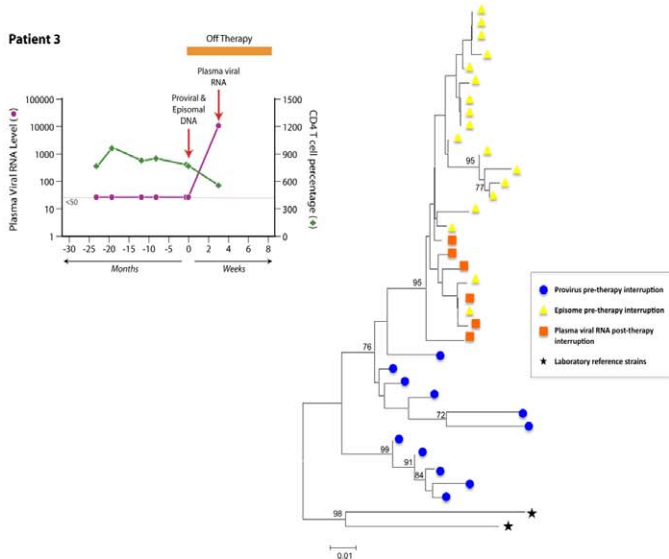 Patient 3
Off Therapy
Plasma viral
RNA
Proviral &
Episomal
DNA
Plasma Viral RNA Level (●)
100000
10000
1000
100
10
1
<50
1500
1200
900
600
300
0
CD4 T cell percentage (◆)
-30 -25 -20 -15 -10 -5 0 2 4 6 8
Months
Weeks
95
77
95
76
72
99
91
84
98
0.01
Provirus pre-therapy interruption
Episome pre-therapy interruption
Plasma viral RNA post-therapy
interruption
Laboratory reference strains